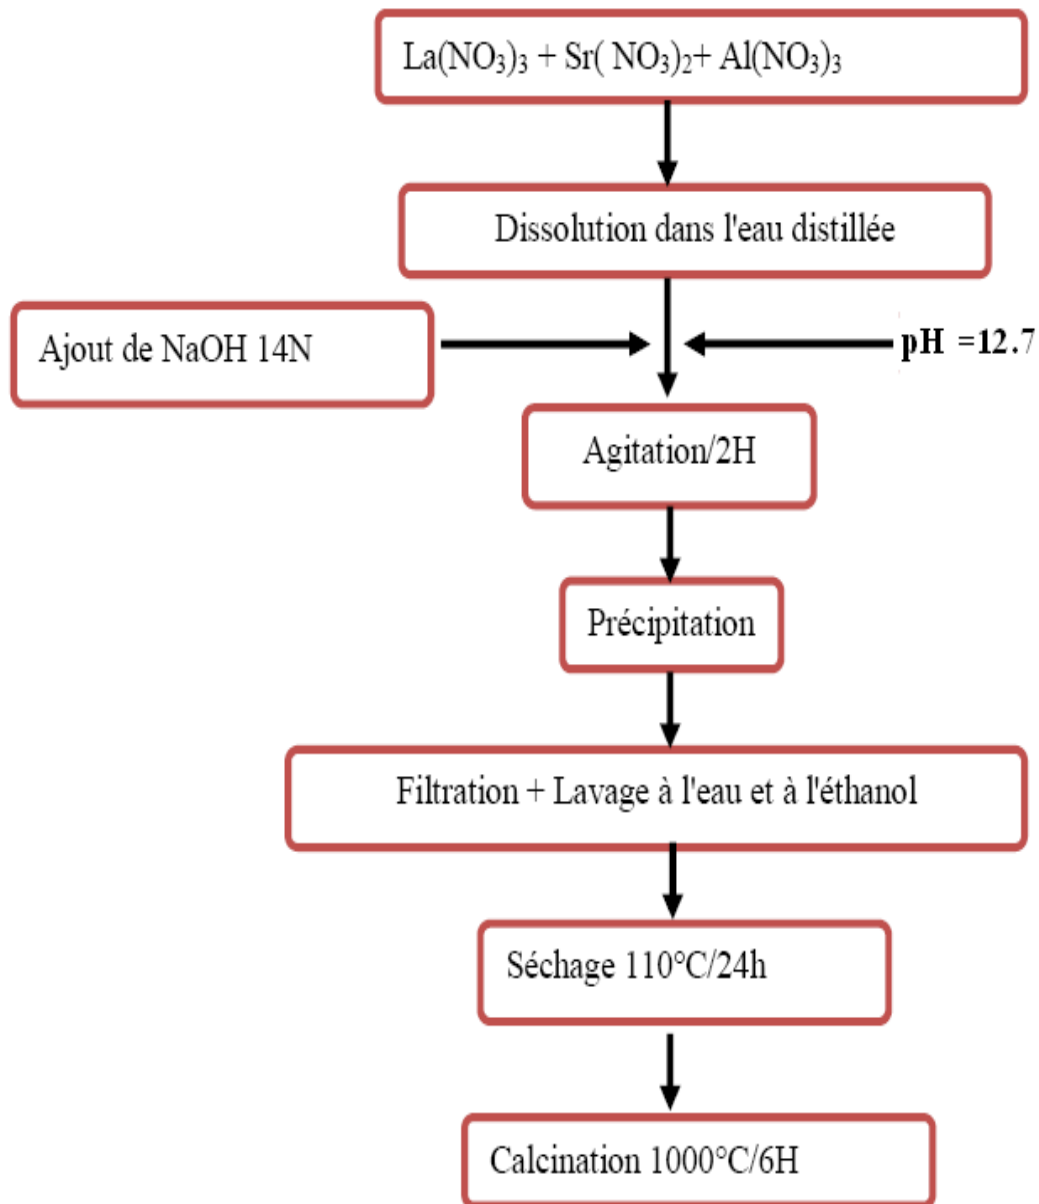 La(NO₃)₃ + Sr( NO₃)₂+ Al(NO₃)₃
Dissolution dans l'eau distillée
Ajout de NaOH 14N
pH =12.7
Agitation/2H
Précipitation
Filtration + Lavage à l'eau et à l'éthanol
Séchage 110°C/24h
Calcination 1000°C/6H